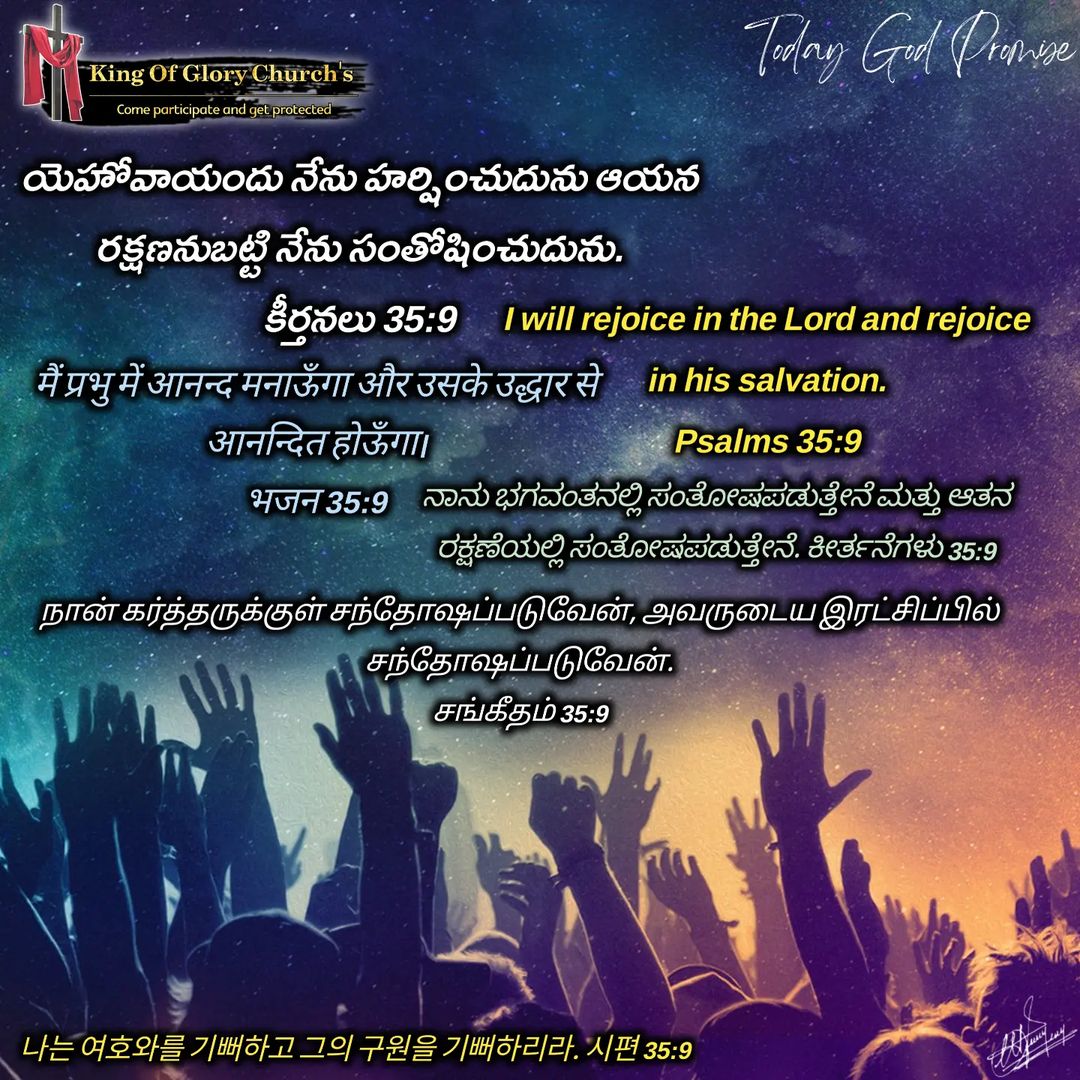 Today God Promise
King Of Glory Church's
Come participate and get protected
యెహోవాయందు నేను హర్షించుదును ఆయన
రక్షణనుబట్టి నేను సంతోషించుదును.
కీర్తనలు 35:9
I will rejoice in the Lord and rejoice
in his salvation.
Psalms 35:9
मैं प्रभु में आनन्द मनाऊँगा और उसके उद्धार से
आनन्दित होऊँगा।
भजन 35:9
ನಾನು ಭಗವಂತನಲ್ಲಿ ಸಂತೋಷಪಡುತ್ತೇನೆ ಮತ್ತು ಆತನ
ರಕ್ಷಣೆಯಲ್ಲಿ ಸಂತೋಷಪಡುತ್ತೇನೆ. ಕೀರ್ತನೆಗಳು 35:9
நான் கர்த்தருக்குள் சந்தோஷப்படுவேன், அவருடைய இரட்சிப்பில்
சந்தோஷப்படுவேன்.
சங்கீதம் 35:9
나는 여호와를 기뻐하고 그의 구원을 기뻐하리라. 시편 35:9